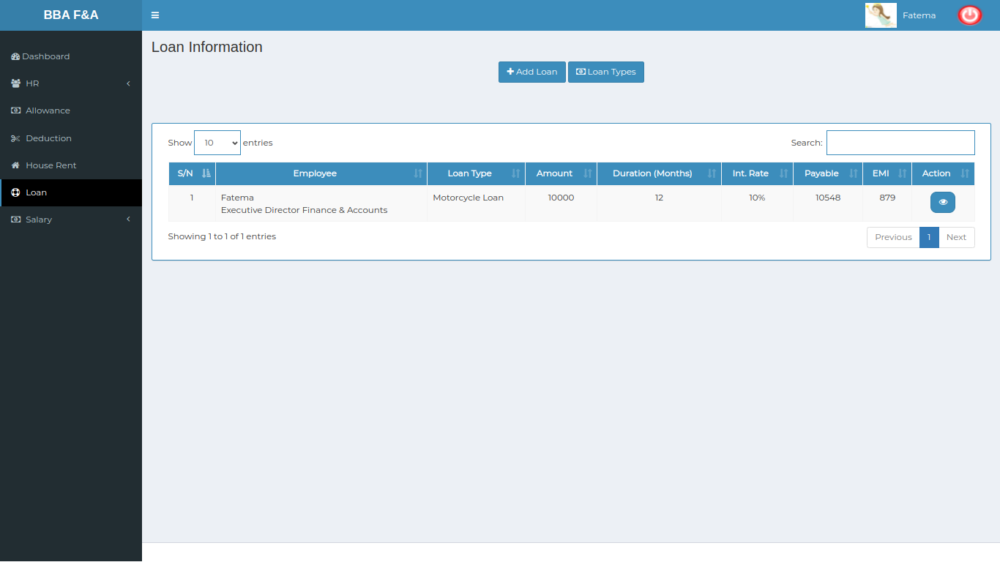 BBA F&A
Fatema
Dashboard
HR
Allowance
Deduction
House Rent
Loan
Salary
Loan Information
Add Loan Loan Types
Show 10 entries Search:
S/N Employee Loan Type Amount Duration (Months) Int. Rate Payable EMI Action
1 Fatema Motorcycle Loan 10000 12 10% 10548 879
Executive Director Finance & Accounts
Showing 1 to 1 of 1 entries Previous 1 Next